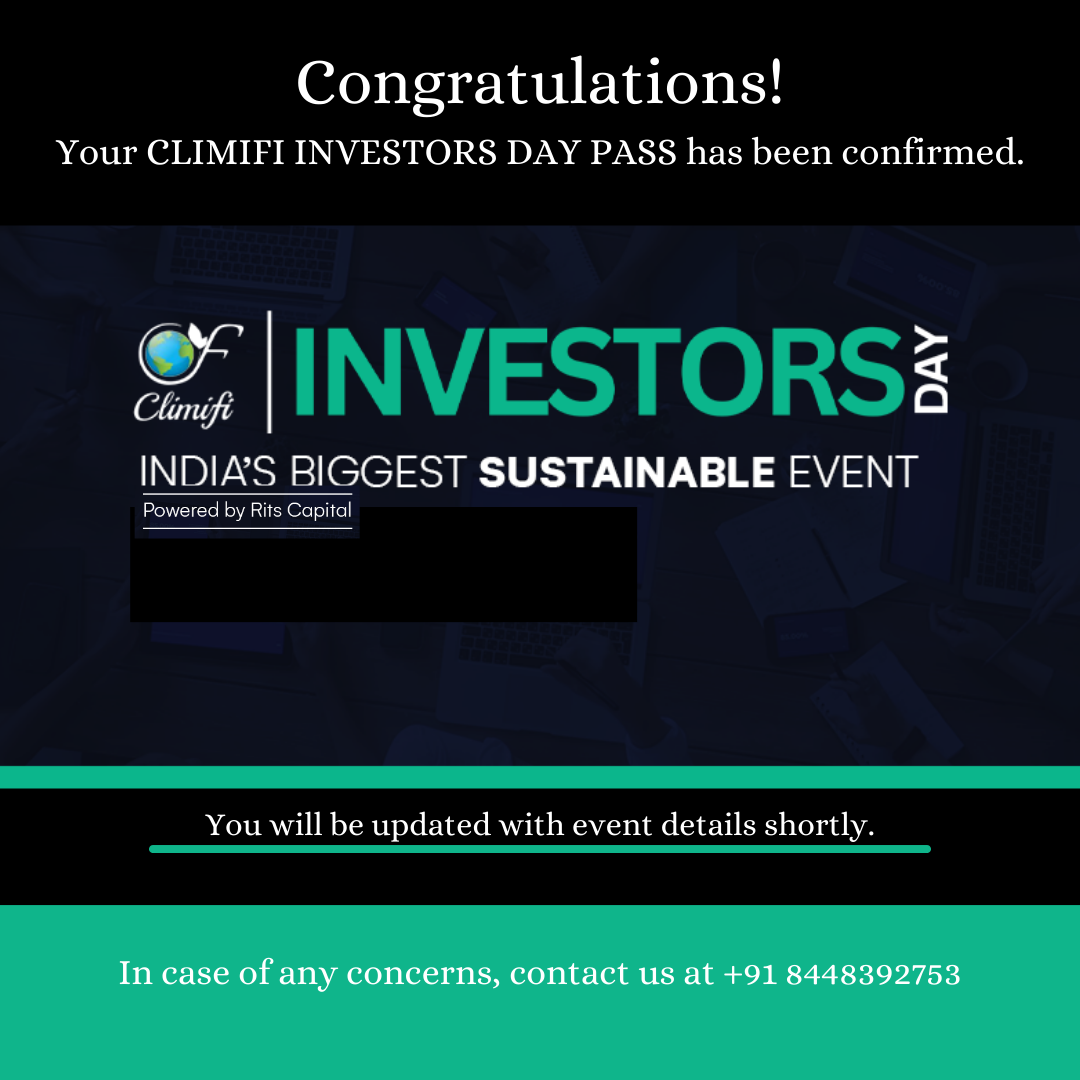 Congratulations!
Your CLIMIFI INVESTORS DAY PASS has been confirmed.
Climifi
INVESTORS
DAY
INDIA'S BIGGEST SUSTAINABLE EVENT
Powered by Rits Capital
You will be updated with event details shortly.
In case of any concerns, contact us at +91 8448392753